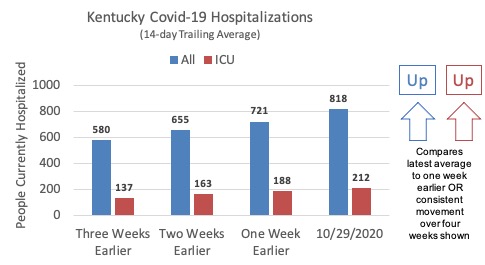 Kentucky Covid-19 Hospitalizations
(14-day Trailing Average)
All ICU
People Currently Hospitalized
1000
800
600
400
200
0
580
137
655
163
721
188
818
212
Three Weeks
Earlier
Two Weeks
Earlier
One Week
Earlier
10/29/2020
Up Up
Compares
latest average
to one week
earlier OR
consistent
movement
over four
weeks shown